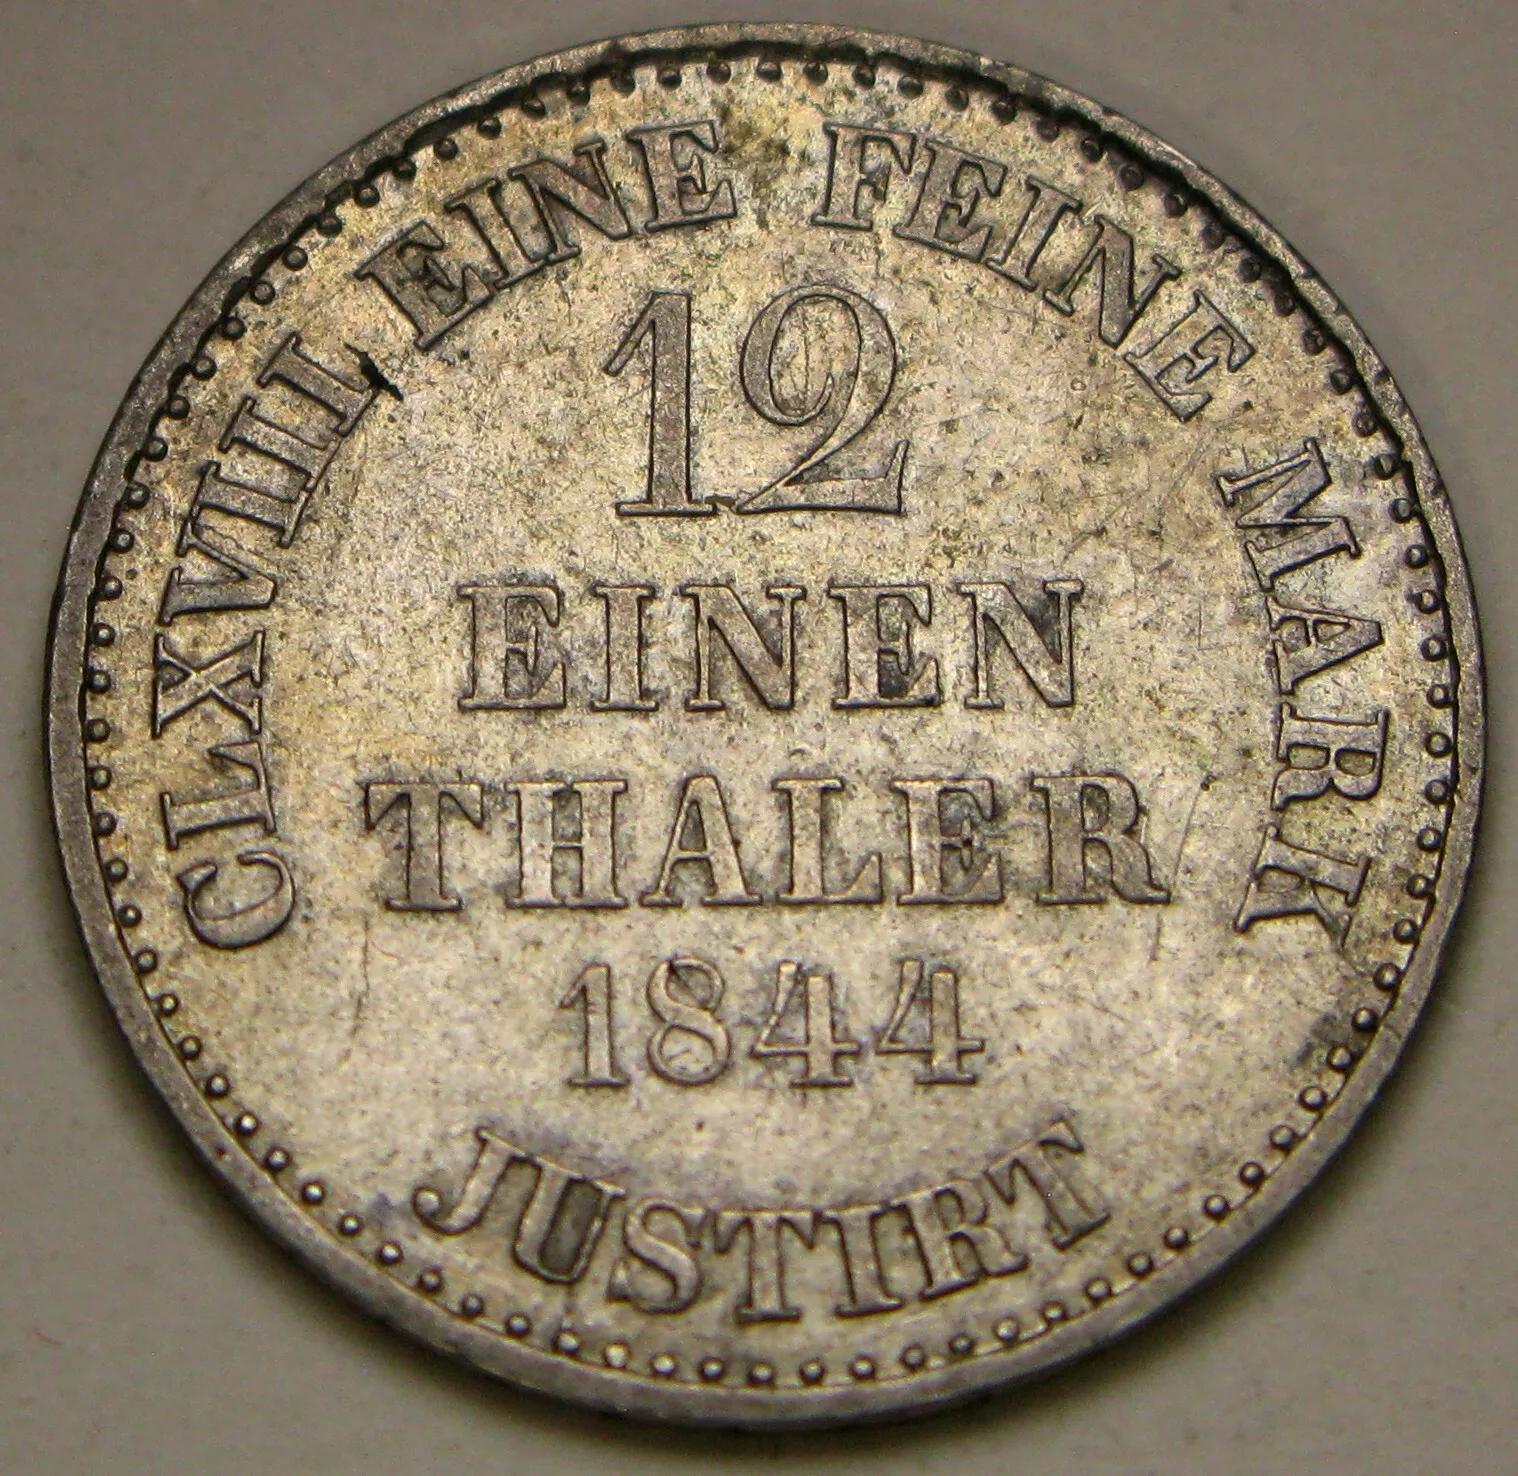 CLXVIII EINE FEINE MARK
12
EINEN
THALER
1844
JUSTIRT